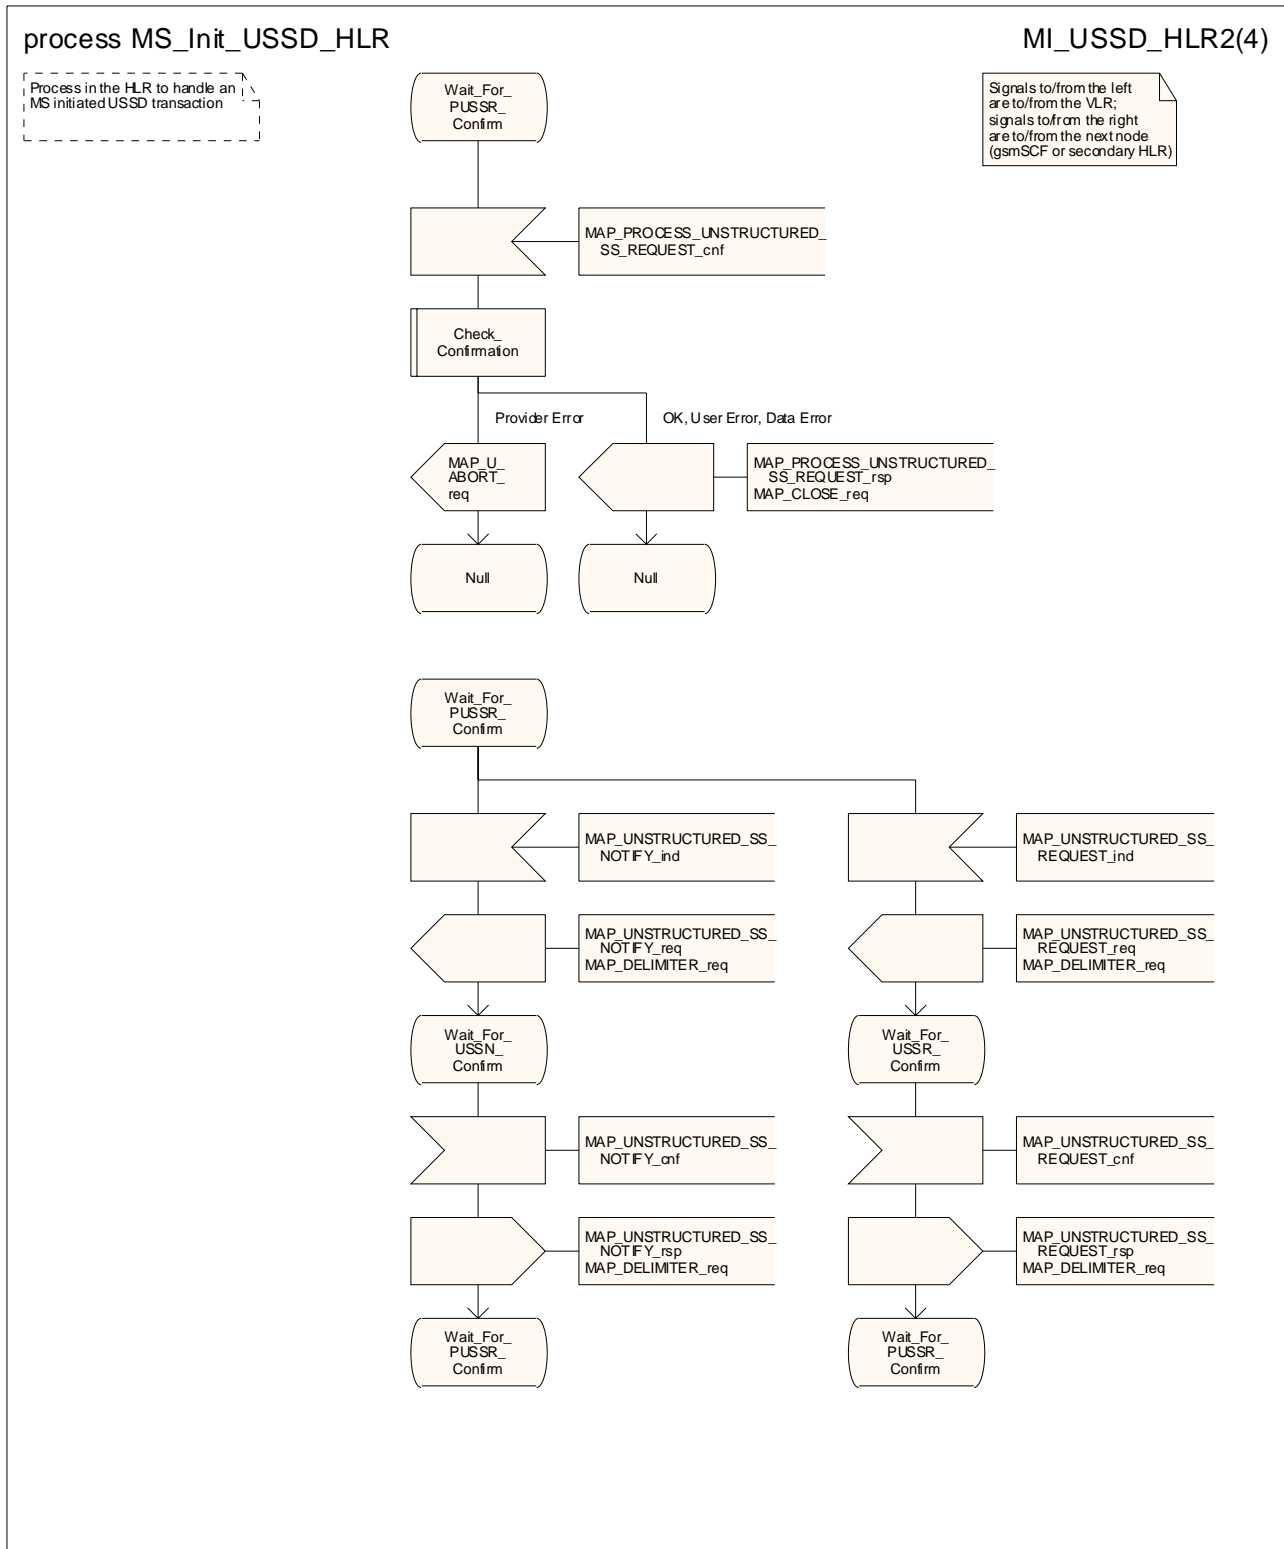 process MS_Init_USSD_HLR
MI_USSD_HLR2(4)
Process in the HLR to handle an
MS initiated USSD transaction
Signals to/from the left
are to/from the VLR;
signals to/from the right
are to/from the next node
(gsmSCF or secondary HLR)
Wait_For_
PUSSR_
Confirm
MAP_PROCESS_UNSTRUCTURED_
SS_REQUEST_cnf
Check_
Confirmation
Provider Error
OK, User Error, Data Error
MAP_U_
ABORT_
req
MAP_PROCESS_UNSTRUCTURED_
SS_REQUEST_rsp
MAP_CLOSE_req
Null
Null
Wait_For_
PUSSR_
Confirm
MAP_UNSTRUCTURED_SS_
NOTIFY_ind
MAP_UNSTRUCTURED_SS_
REQUEST_ind
MAP_UNSTRUCTURED_SS_
NOTIFY_req
MAP_DELIMITER_req
MAP_UNSTRUCTURED_SS_
REQUEST_req
MAP_DELIMITER_req
Wait_For_
USSN_
Confirm
Wait_For_
USSR_
Confirm
MAP_UNSTRUCTURED_SS_
NOTIFY_cnf
MAP_UNSTRUCTURED_SS_
REQUEST_cnf
MAP_UNSTRUCTURED_SS_
NOTIFY_rsp
MAP_DELIMITER_req
MAP_UNSTRUCTURED_SS_
REQUEST_rsp
MAP_DELIMITER_req
Wait_For_
PUSSR_
Confirm
Wait_For_
PUSSR_
Confirm